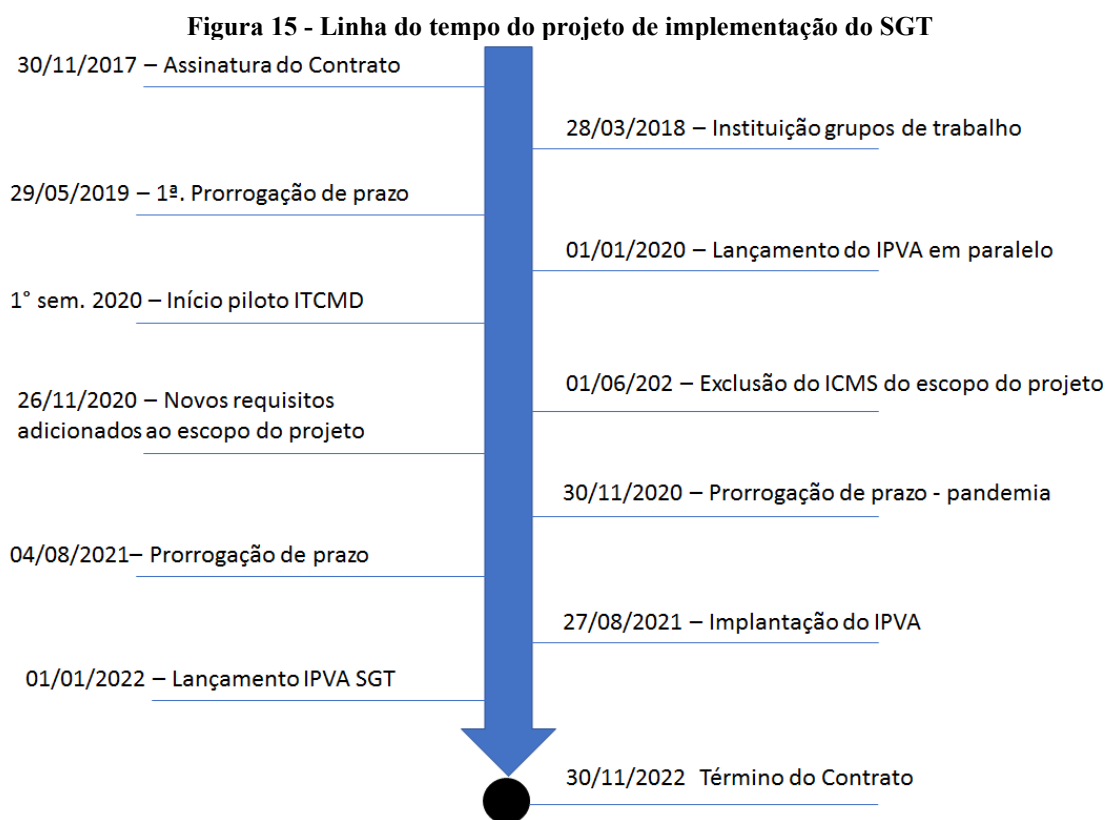 Figura 15 - Linha do tempo do projeto de implementação do SGT
30/11/2017 – Assinatura do Contrato
28/03/2018 – Instituição grupos de trabalho
29/05/2019 – 1ª. Prorrogação de prazo
01/01/2020 – Lançamento do IPVA em paralelo
1° sem. 2020 – Início piloto ITCMD
01/06/202 – Exclusão do ICMS do escopo do projeto
26/11/2020 – Novos requisitos
adicionados ao escopo do projeto
30/11/2020 – Prorrogação de prazo - pandemia
04/08/2021– Prorrogação de prazo
27/08/2021 – Implantação do IPVA
01/01/2022 – Lançamento IPVA SGT
30/11/2022 Término do Contrato